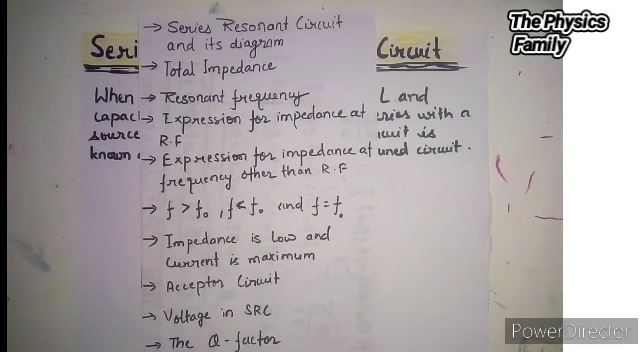 The Physics
Family
Seri
Circuit
When
capaci
source
known
L and
ries with a
cuit is
uned circuit.
→ Series Resonant Circuit
and its diagram
→ Total Impedance
→ Resonant frequency
→ Expression for impedance at
R.F
→ Expression for impedance at
frequency other than R.F
→ f > f₀, f < f₀ and f = f₀
→ Impedance is low and
Current is maximum
→ Acceptor Circuit
→ Voltage in SRC
→ The Q-factor
PowerDirector